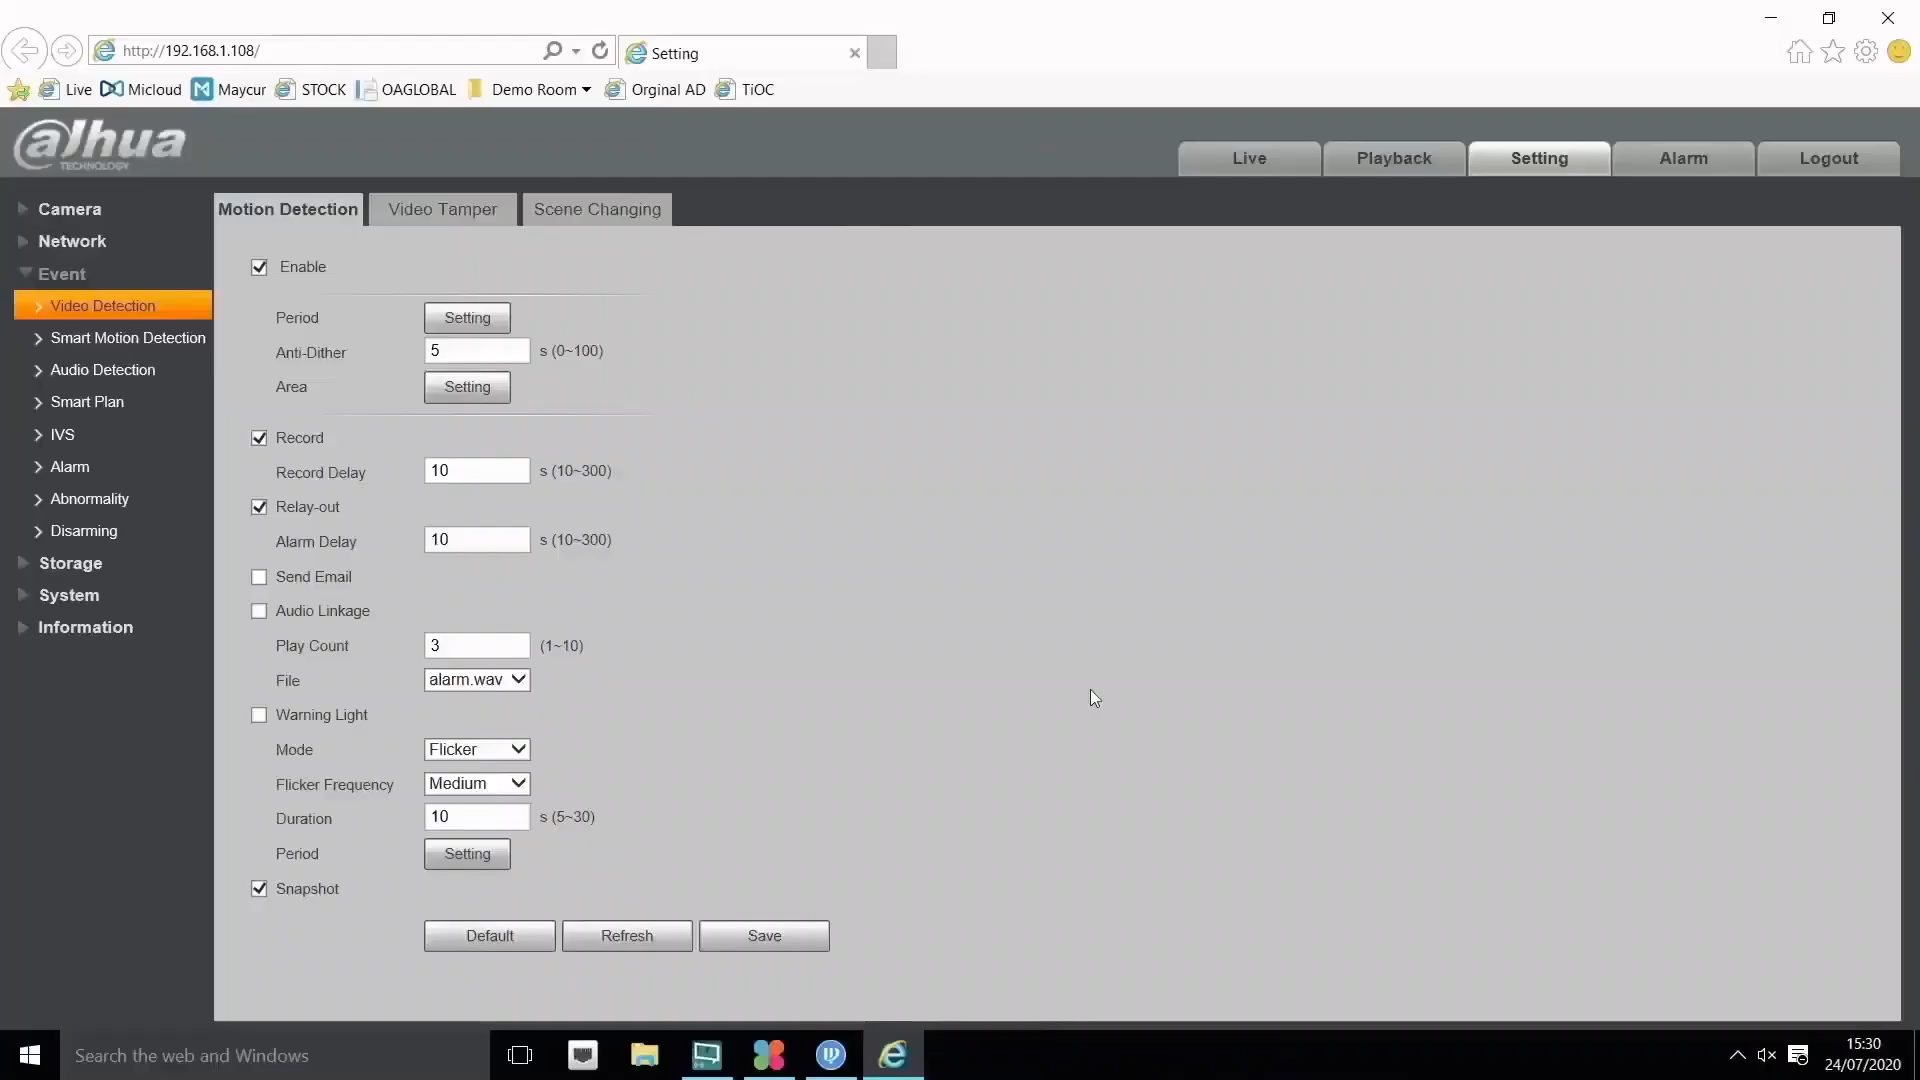 http://192.168.1.108/
Setting
Live Micloud Maycur STOCK OAGLOBAL Demo Room Orginal AD TiOC
alhua
TECHNOLOGY
Live Playback Setting Alarm Logout
Camera
Network
Event
Video Detection
Smart Motion Detection
Audio Detection
Smart Plan
IVS
Alarm
Abnormality
Disarming
Storage
System
Information
Motion Detection Video Tamper Scene Changing
Enable
Period Setting
Anti-Dither 5 s (0~100)
Area Setting
Record
Record Delay 10 s (10~300)
Relay-out
Alarm Delay 10 s (10~300)
Send Email
Audio Linkage
Play Count 3 (1~10)
File alarm.wav
Warning Light
Mode Flicker
Flicker Frequency Medium
Duration 10 s (5~30)
Period Setting
Snapshot
Default Refresh Save
Search the web and Windows
15:30
24/07/2020